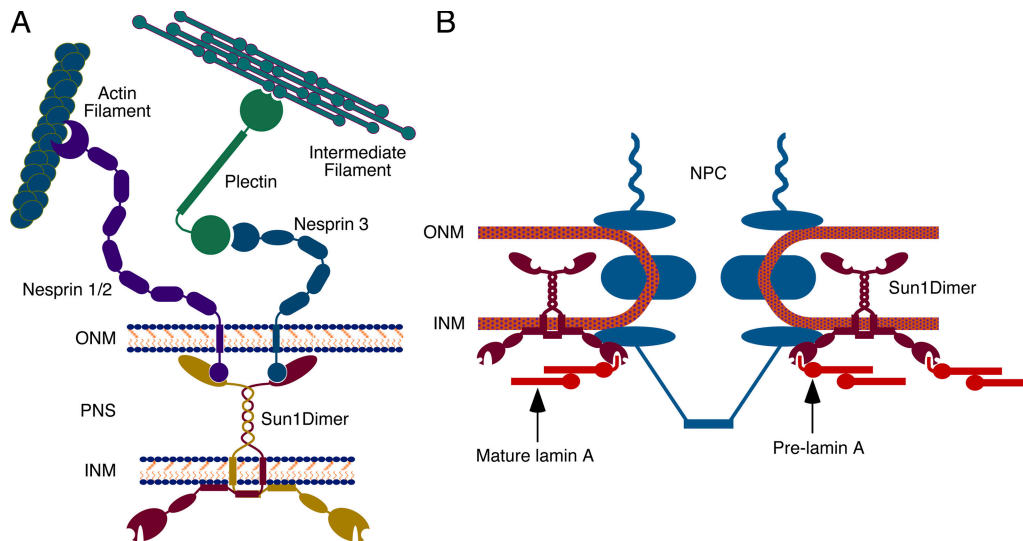 A
Actin
Filament
Intermediate
Filament
Plectin
Nesprin 3
Nesprin 1/2
ONM
PNS
Sun1Dimer
INM
B
NPC
ONM
Sun1Dimer
INM
Mature lamin A
Pre-lamin A